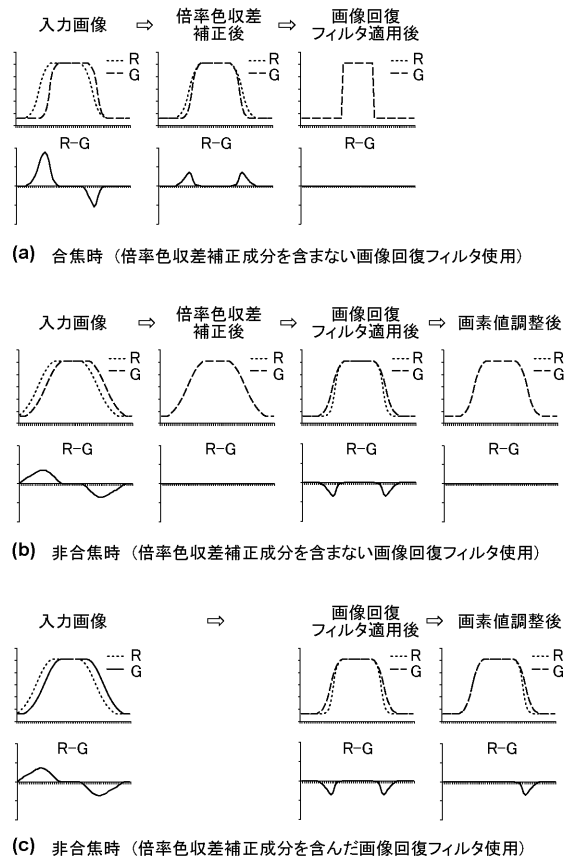 入力画像 ⇨ 倍率色収差補正後 ⇨ 画像回復フィルタ適用後
R
G
R
G
R
G
R-G
R-G
R-G
(a) 合焦時（倍率色収差補正成分を含まない画像回復フィルタ使用）
入力画像 ⇨ 倍率色収差補正後 ⇨ 画像回復フィルタ適用後 ⇨ 画素値調整後
R
G
R
G
R
G
R
G
R-G
R-G
R-G
R-G
(b) 非合焦時（倍率色収差補正成分を含まない画像回復フィルタ使用）
入力画像 ⇨ 画像回復フィルタ適用後 ⇨ 画素値調整後
R
G
R
G
R
G
R-G
R-G
R-G
(c) 非合焦時（倍率色収差補正成分を含んだ画像回復フィルタ使用）